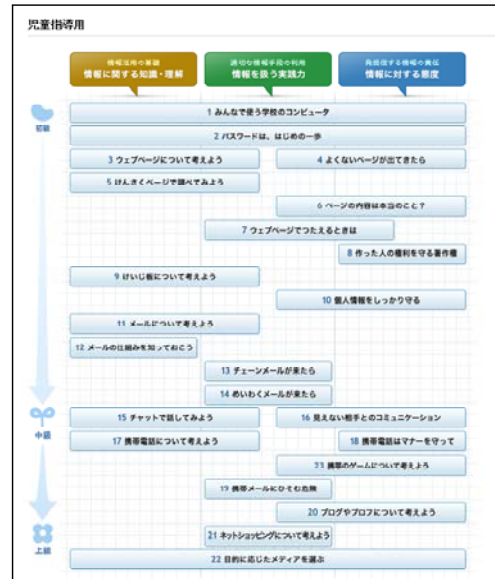 児童指導用
情報活用の基礎
情報に関する知識・理解
適切な情報手段の利用
情報を扱う実践力
発信する情報の責任
情報に対する態度
初級
1 みんなで使う学校のコンピュータ
2 パスワードは、はじめの一歩
3 ウェブページについて考えよう
4 よくないページが出てきたら
5 けんさくページで調べてみよう
6 ページの内容は本当のこと?
7 ウェブページでつたえるときは
8 作った人の権利を守る著作権
9 けいじ板について考えよう
10 個人情報をしっかり守る
11 メールについて考えよう
12 メールの仕組みを知っておこう
13 チェーンメールが来たら
14 めいわくメールが来たら
中級
15 チャットで話してみよう
16 見えない相手とのコミュニケーション
17 携帯電話について考えよう
18 携帯電話はマナーを守って
23 携帯のゲームについて考えよう
19 携帯メールにひそむ危険
20 ブログやプロフについて考えよう
上級
21 ネットショッピングについて考えよう
22 目的に応じたメディアを選ぶ